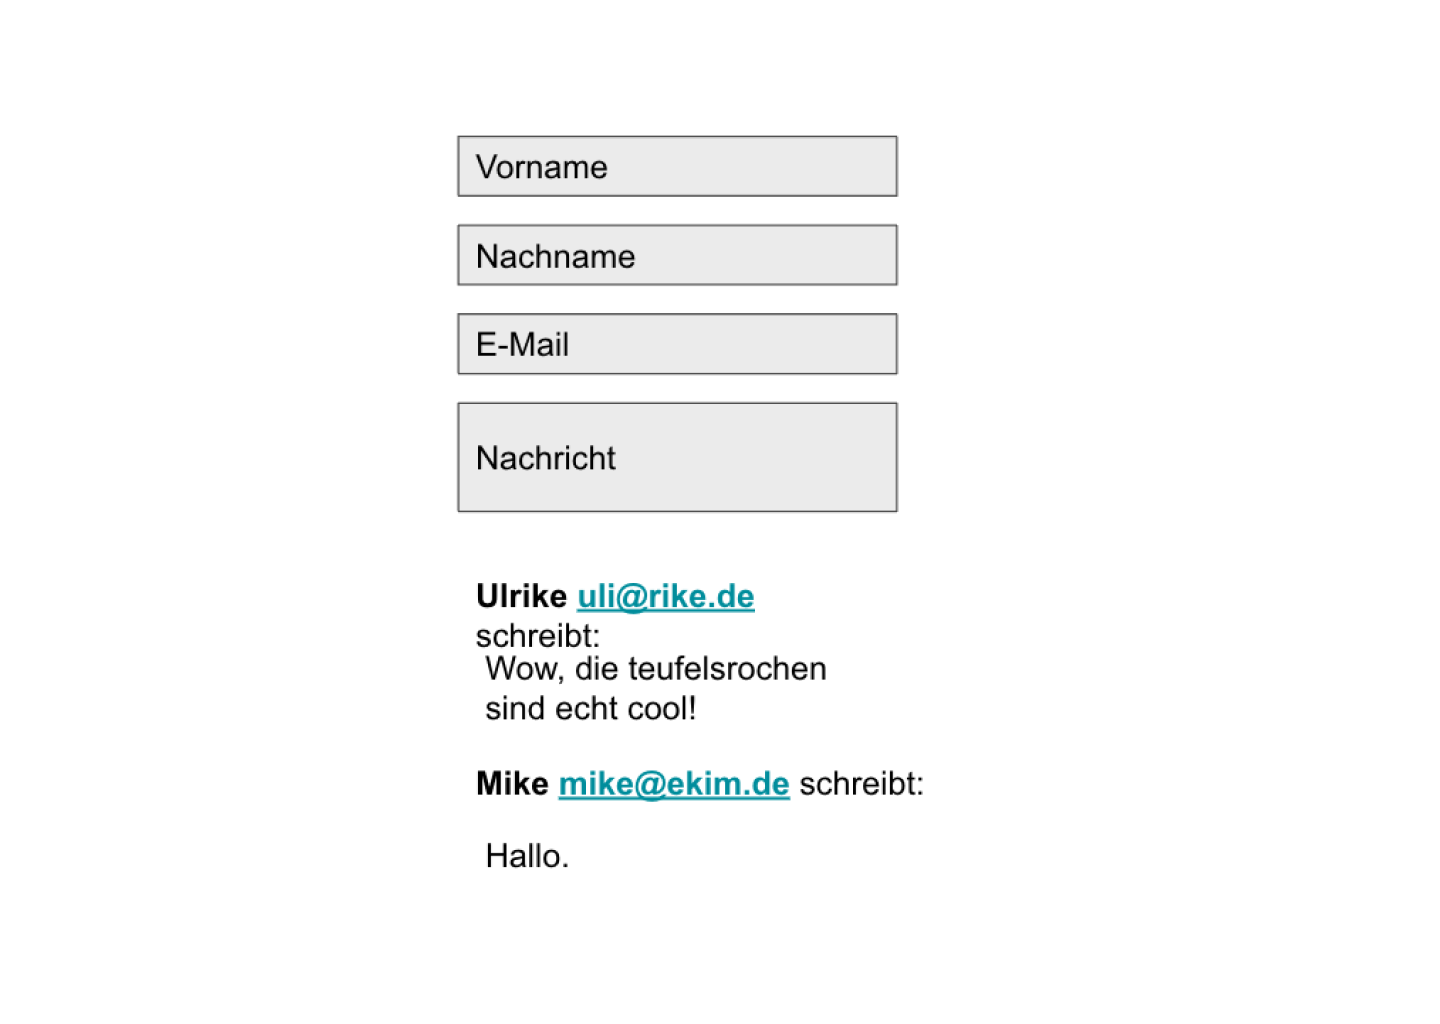 Vorname
Nachname
E-Mail
Nachricht
Ulrike uli@rike.de
schreibt:
Wow, die teufelsrochen
sind echt cool!
Mike mike@ekim.de schreibt:
Hallo.